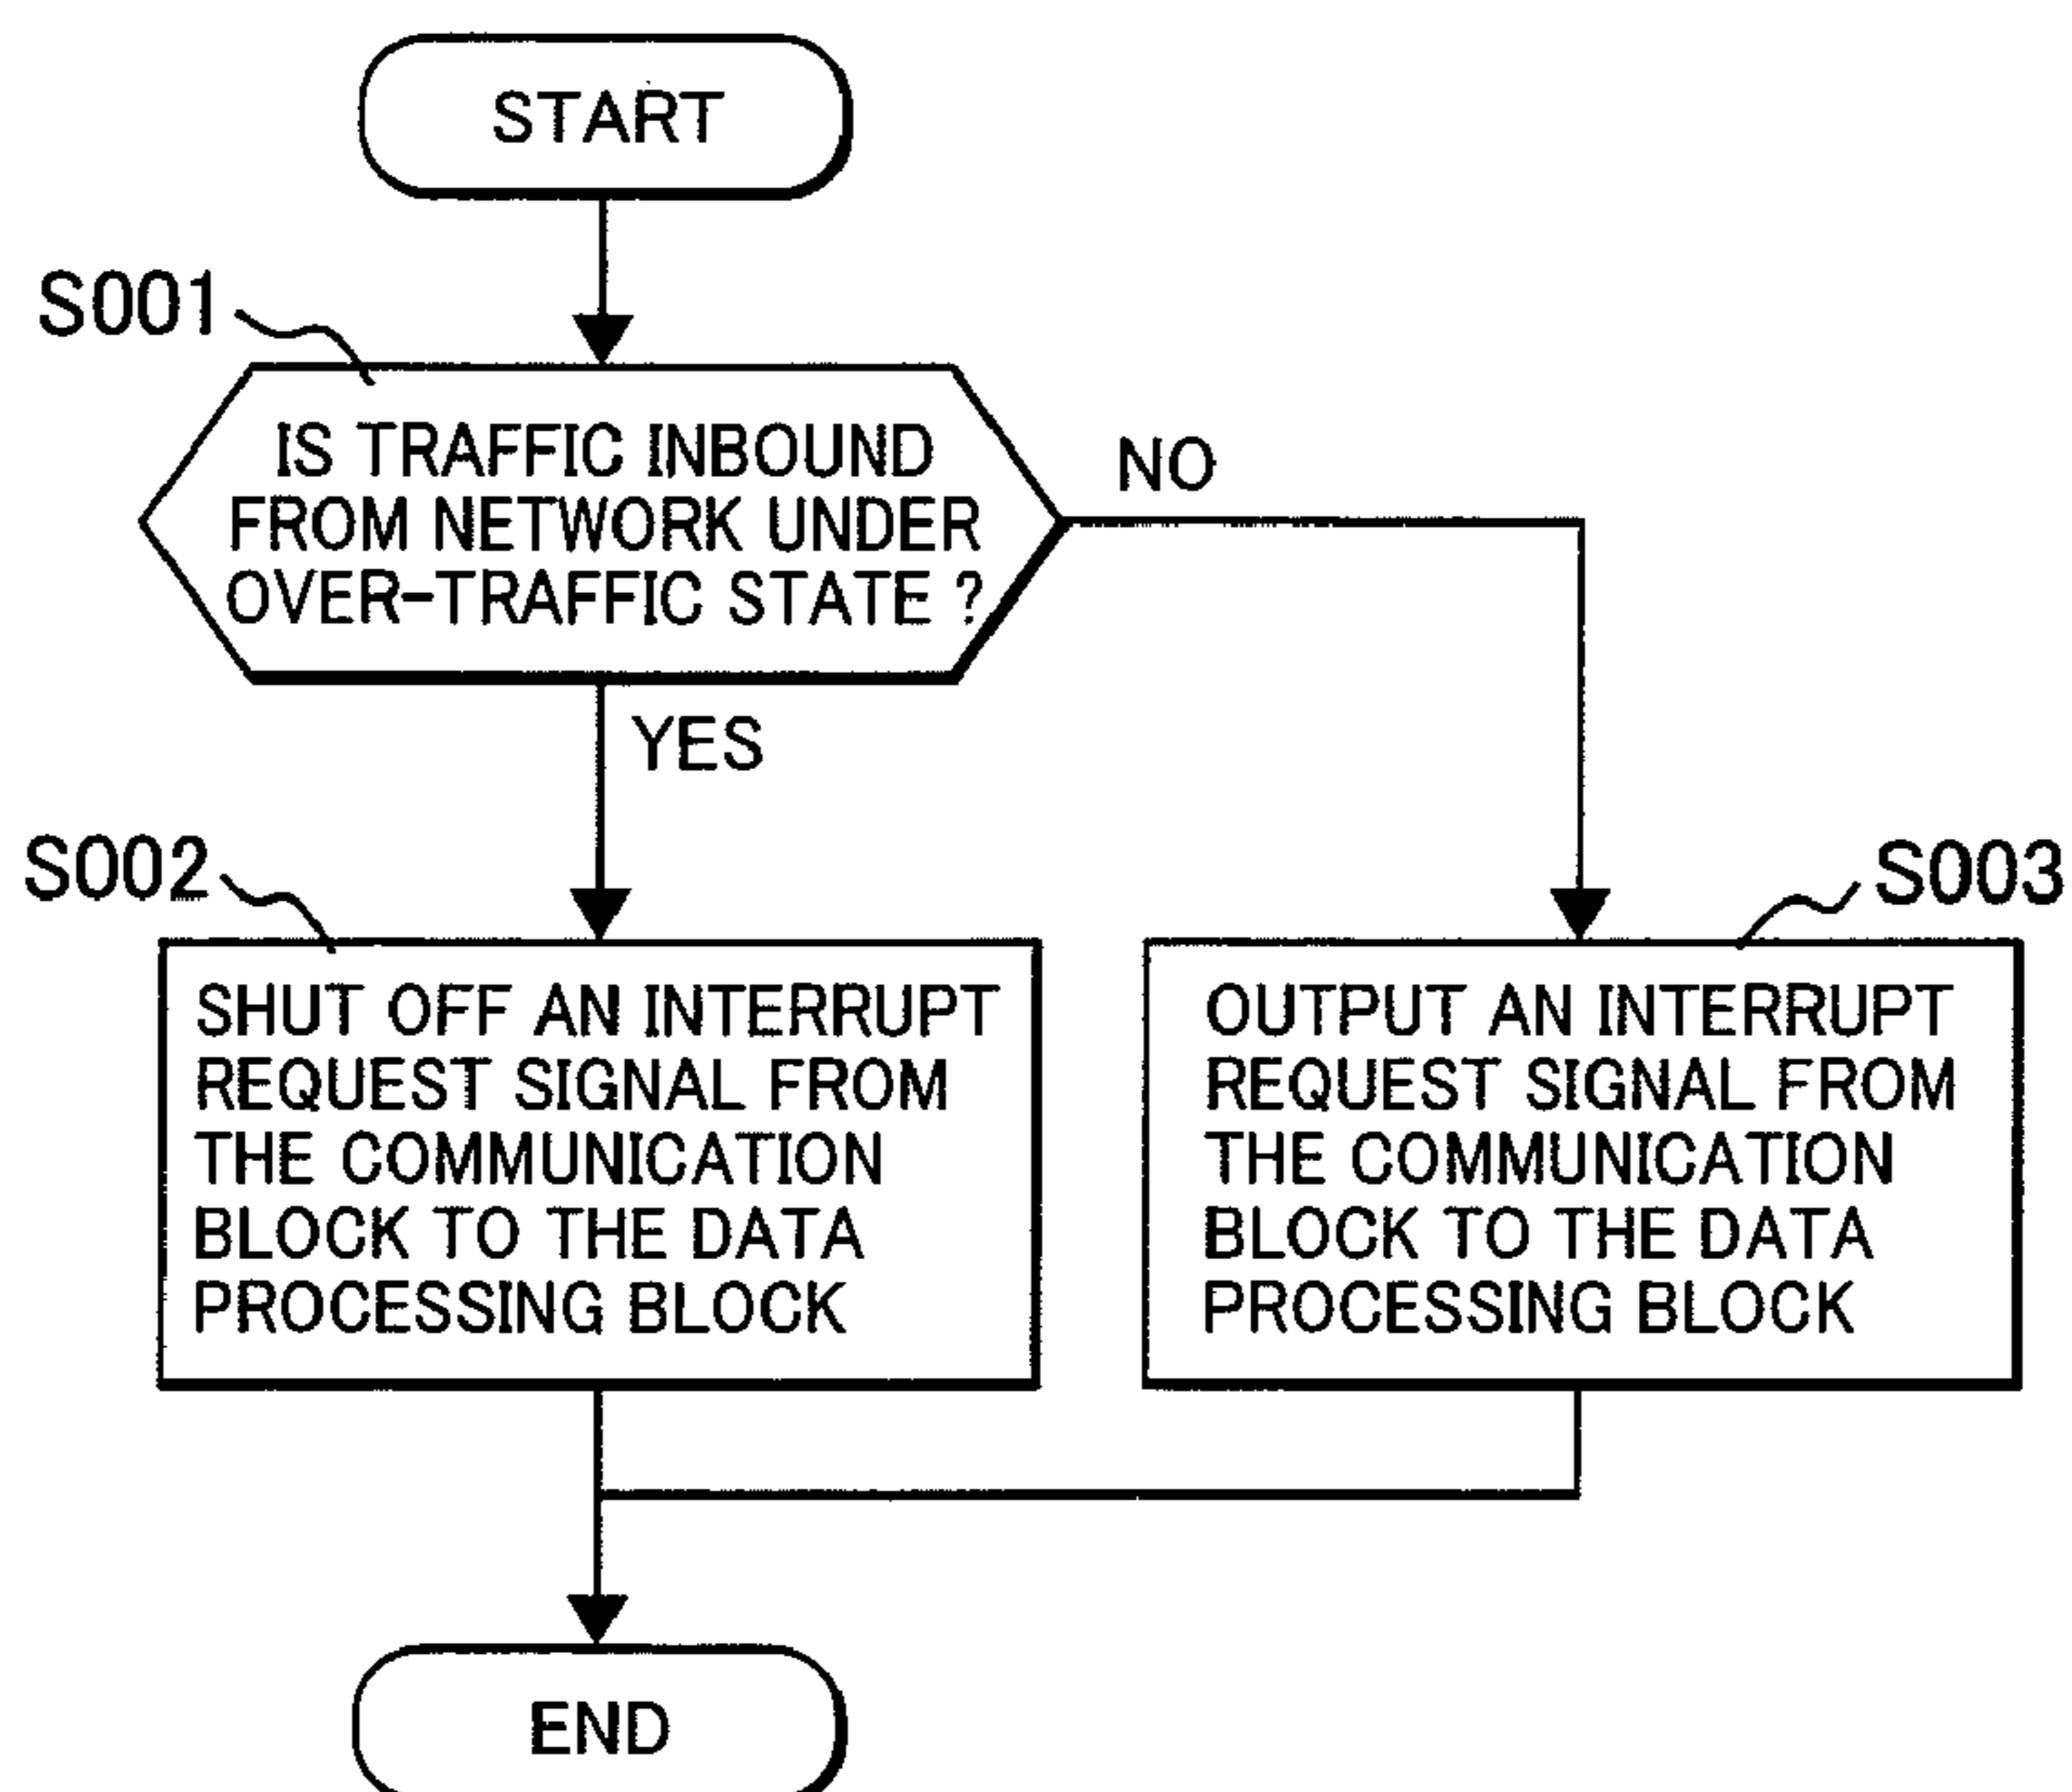 START
S001
IS TRAFFIC INBOUND
FROM NETWORK UNDER
OVER-TRAFFIC STATE ?
NO
YES
S002
SHUT OFF AN INTERRUPT
REQUEST SIGNAL FROM
THE COMMUNICATION
BLOCK TO THE DATA
PROCESSING BLOCK
S003
OUTPUT AN INTERRUPT
REQUEST SIGNAL FROM
THE COMMUNICATION
BLOCK TO THE DATA
PROCESSING BLOCK
END